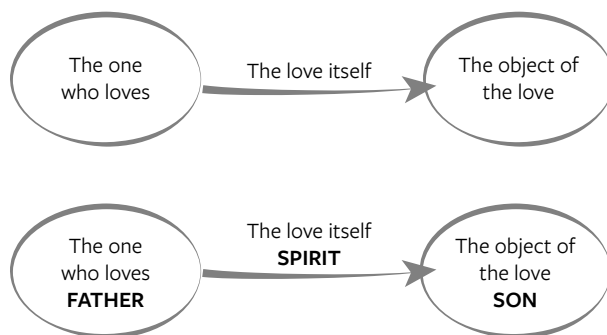 The one
who loves
The love itself
The object of
the love
The one
who loves
FATHER
The love itself
SPIRIT
The object of
the love
SON